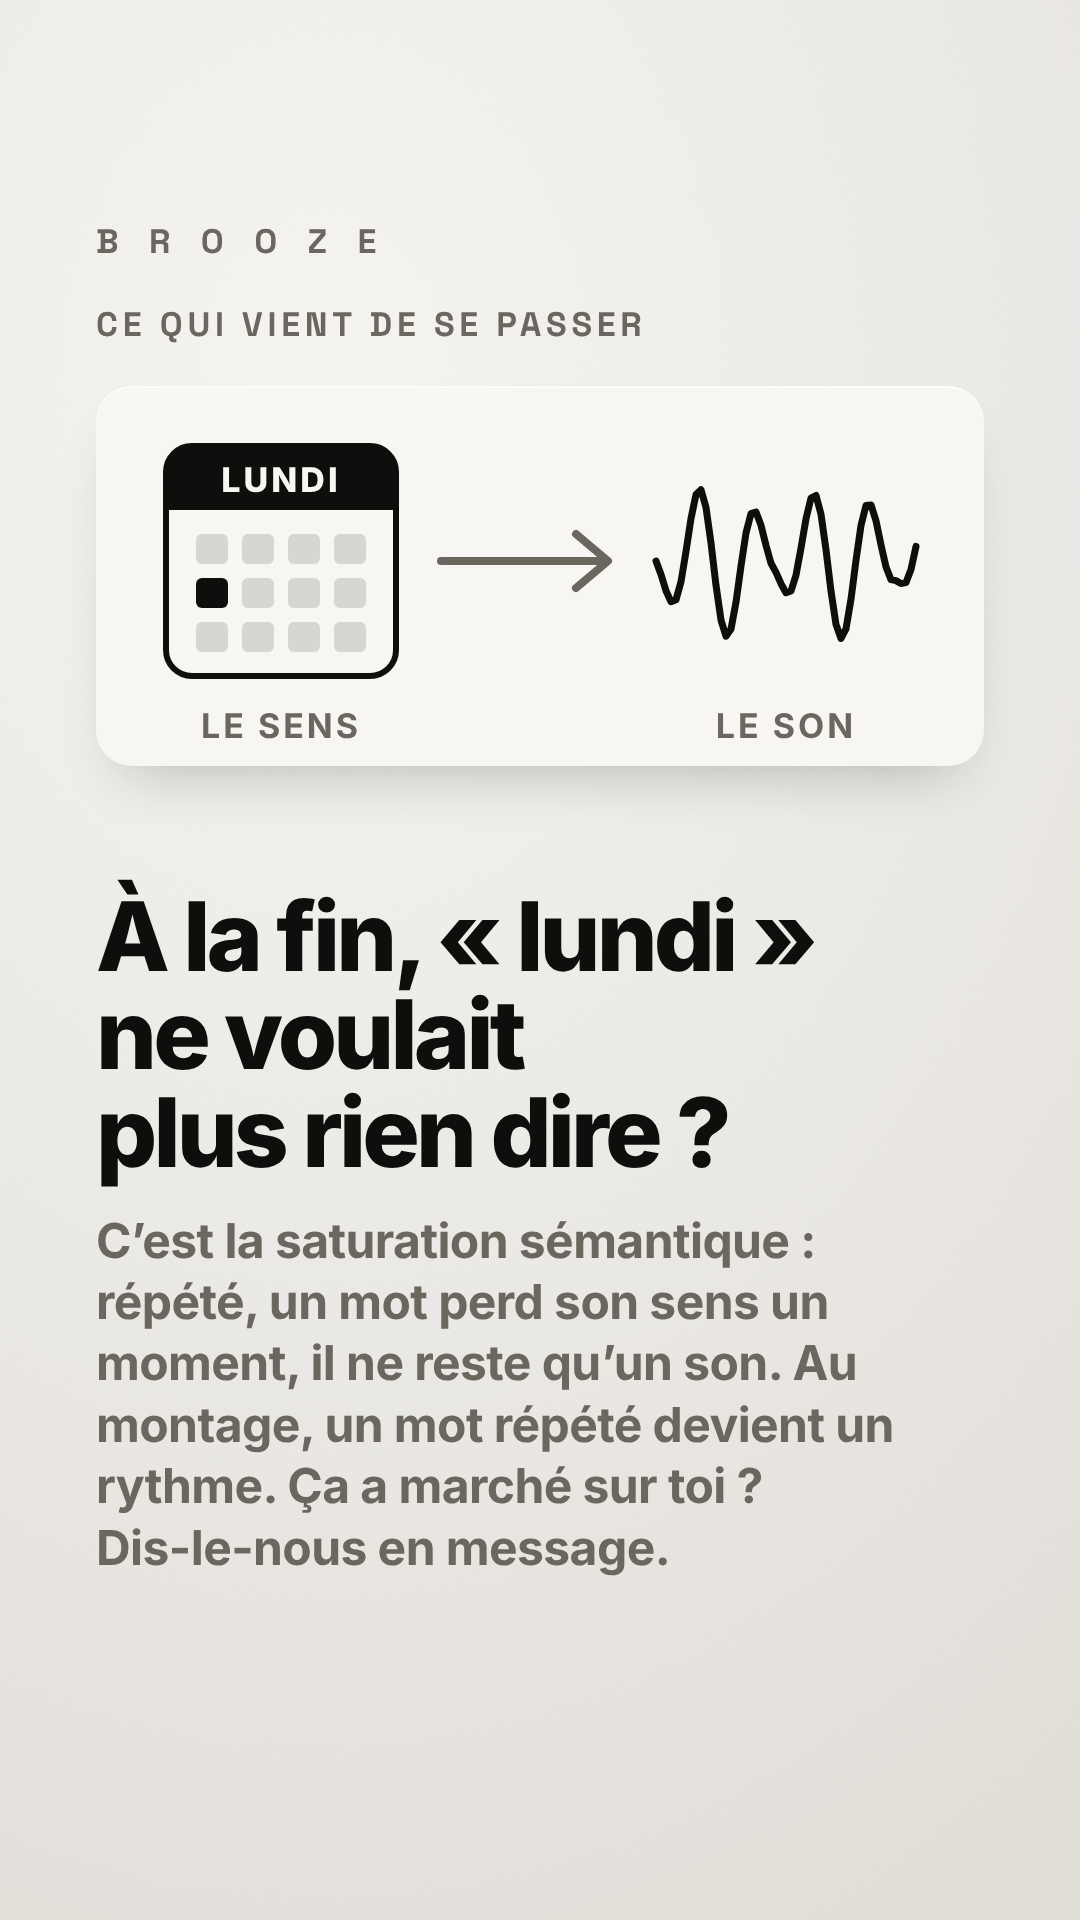 BROOZE
CE QUI VIENT DE SE PASSER
LUNDI
LE SENS
LE SON
À la fin, « lundi »
ne voulait
plus rien dire ?
C’est la saturation sémantique :
répété, un mot perd son sens un
moment, il ne reste qu’un son. Au
montage, un mot répété devient un
rythme. Ça a marché sur toi ?
Dis-le-nous en message.